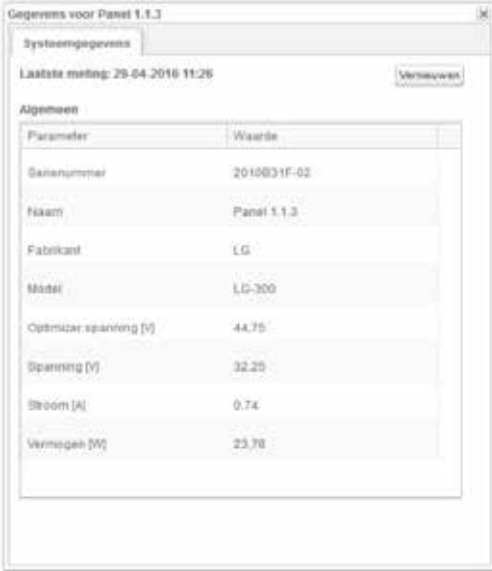 Gegevens voor Panel 1.1.3
Systeemgegevens
Laatste meting: 29-04-2016 11:26
Vernieuwen
Algemeen
Parameter Waarde
Serienummer 2010B31F-02
Naam Panel 1.1.3
Fabrikant LG
Model LG-300
Optimizer spanning [V] 44,75
Spanning [V] 32,25
Stroom [A] 0,74
Vermogen [W] 23,78